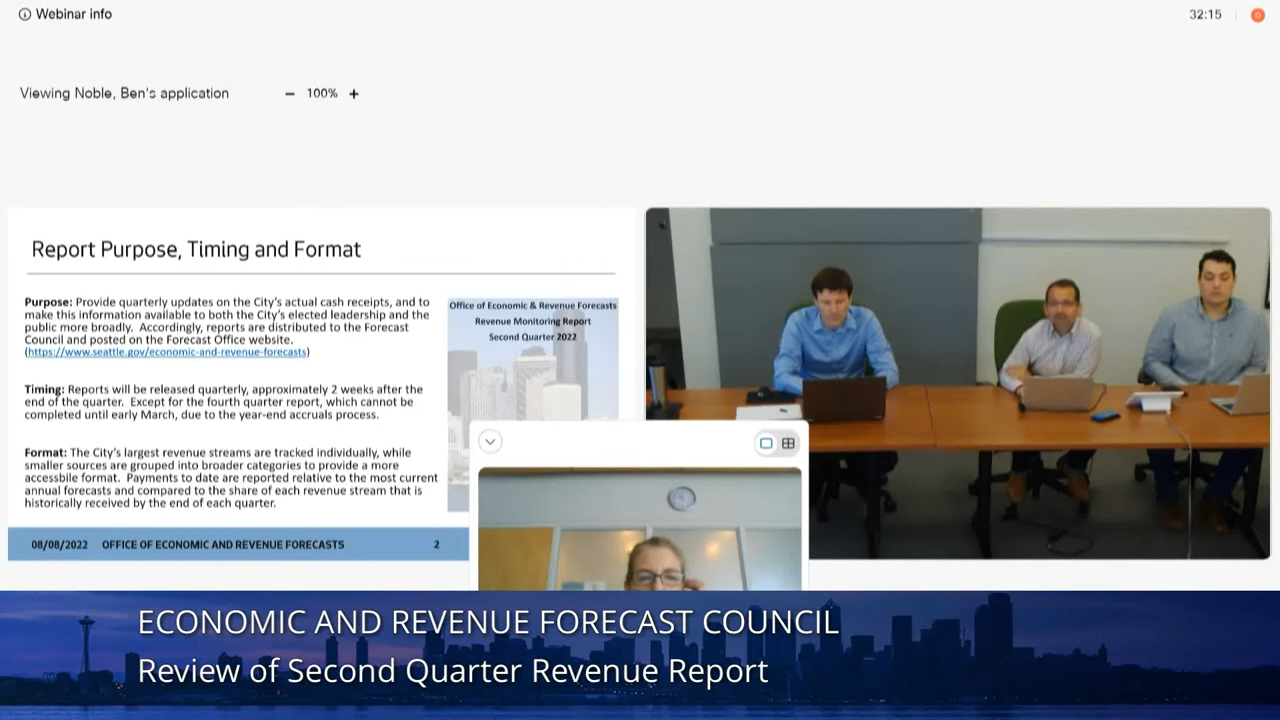 Webinar info
32:15
Viewing Noble, Ben's application
100%
Report Purpose, Timing and Format
Purpose: Provide quarterly updates on the City's actual cash receipts, and to
make this information available to both the City's elected leadership and the
public more broadly. Accordingly, reports are distributed to the Forecast
Council and posted on the Forecast Office website.
(https://www.seattle.gov/economic-and-revenue-forecasts)
Timing: Reports will be released quarterly, approximately 2 weeks after the
end of the quarter. Except for the fourth quarter report, which cannot be
completed until early March, due to the year-end accruals process.
Format: The City's largest revenue streams are tracked individually, while
smaller sources are grouped into broader categories to provide a more
accessbile format. Payments to date are reported relative to the most current
annual forecasts and compared to the share of each revenue stream that is
historically received by the end of each quarter.
Office of Economic & Revenue Forecasts
Revenue Monitoring Report
Second Quarter 2022
08/08/2022 OFFICE OF ECONOMIC AND REVENUE FORECASTS 2
ECONOMIC AND REVENUE FORECAST COUNCIL
Review of Second Quarter Revenue Report